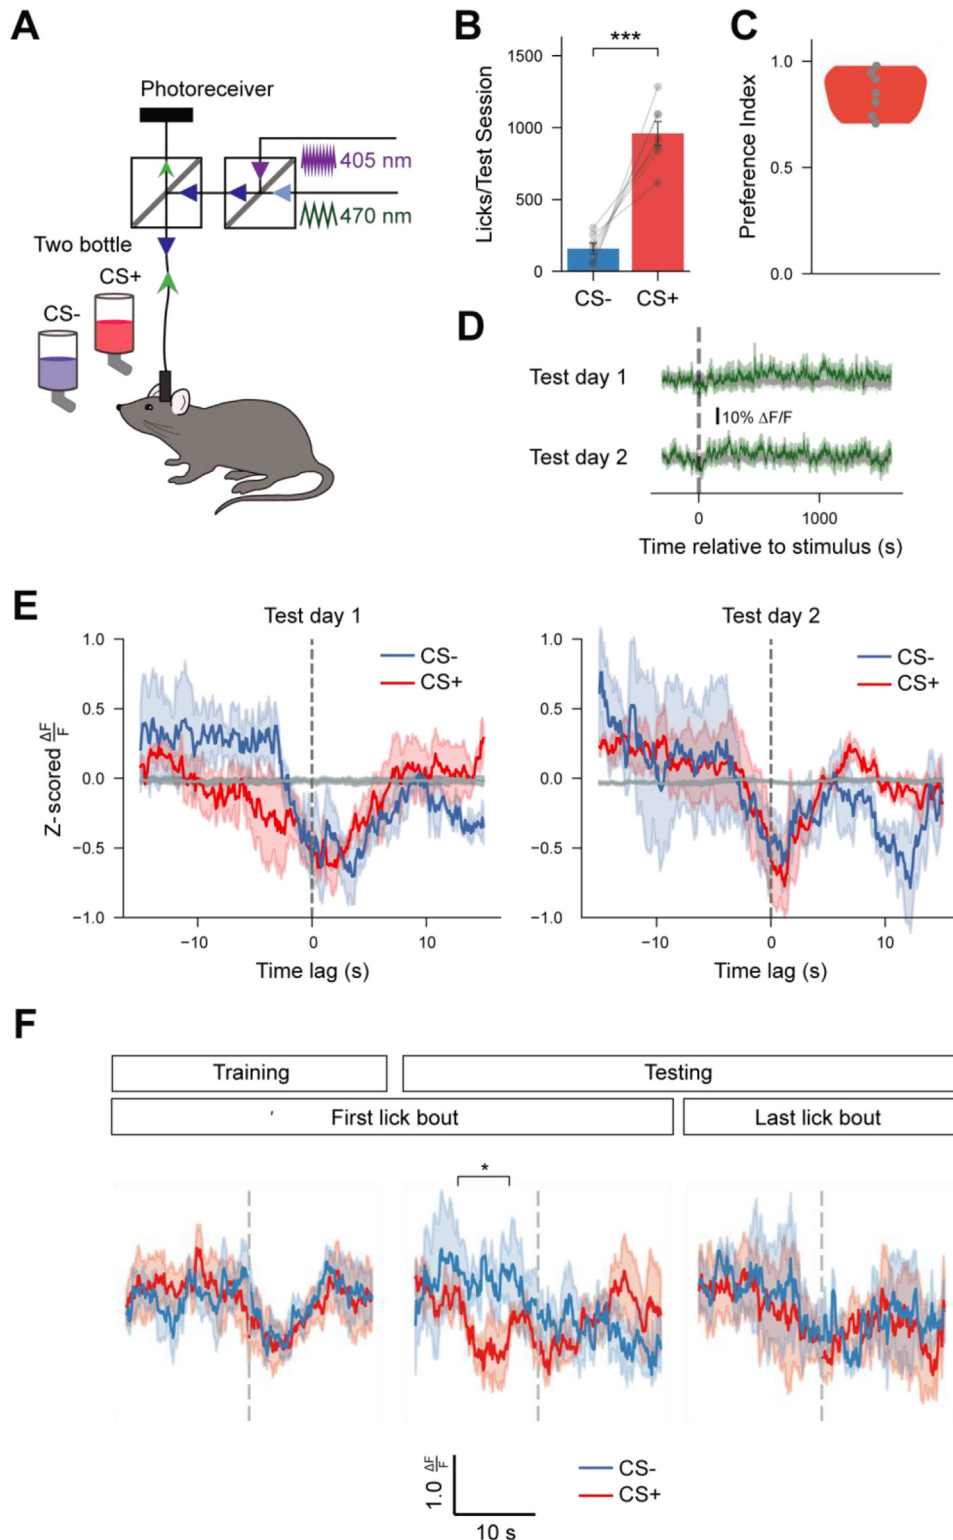 A
Photoreceiver
405 nm
470 nm
Two bottle
CS+
CS-
B
***
Licks/Test Session
1500
1000
500
0
CS-
CS+
C
Preference Index
1.0
0.5
0.0
D
Test day 1
10% ΔF/F
Test day 2
0
1000
Time relative to stimulus (s)
E
Test day 1
CS-
CS+
Z-scored ΔF/F
1.0
0.5
0.0
−0.5
−1.0
−10
0
10
Time lag (s)
Test day 2
CS-
CS+
1.0
0.5
0.0
−0.5
−1.0
−10
0
10
Time lag (s)
F
Training
Testing
First lick bout
Last lick bout
*
1.0 ΔF/F
10 s
CS-
CS+